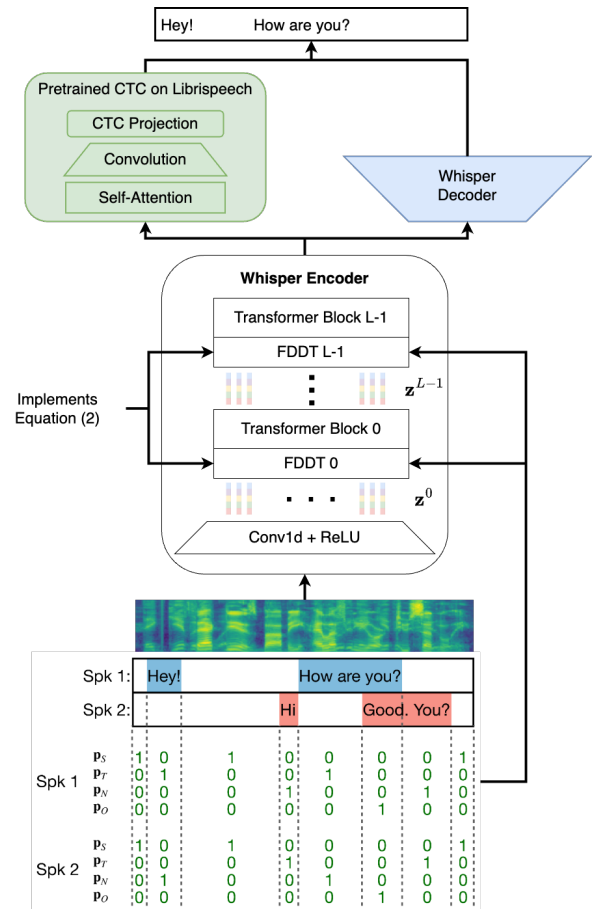 Hey! How are you?
Pretrained CTC on Librispeech
CTC Projection
Convolution
Self-Attention
Whisper
Decoder
Whisper Encoder
Transformer Block L-1
FDDT L-1
z^{L-1}
Implements
Equation (2)
Transformer Block 0
FDDT 0
. . . z^0
Conv1d + ReLU
Spk 1: Hey! How are you?
Spk 2: Hi Good. You?
Spk 1
p_S 1 0 1 0 0 0 0 1
p_T 0 1 0 0 1 0 0 0
p_N 0 0 0 1 0 0 1 0
p_O 0 0 0 0 0 1 0 0
Spk 2
p_S 1 0 1 0 0 0 0 1
p_T 0 0 0 1 0 0 1 0
p_N 0 1 0 0 1 0 0 0
p_O 0 0 0 0 0 1 0 0